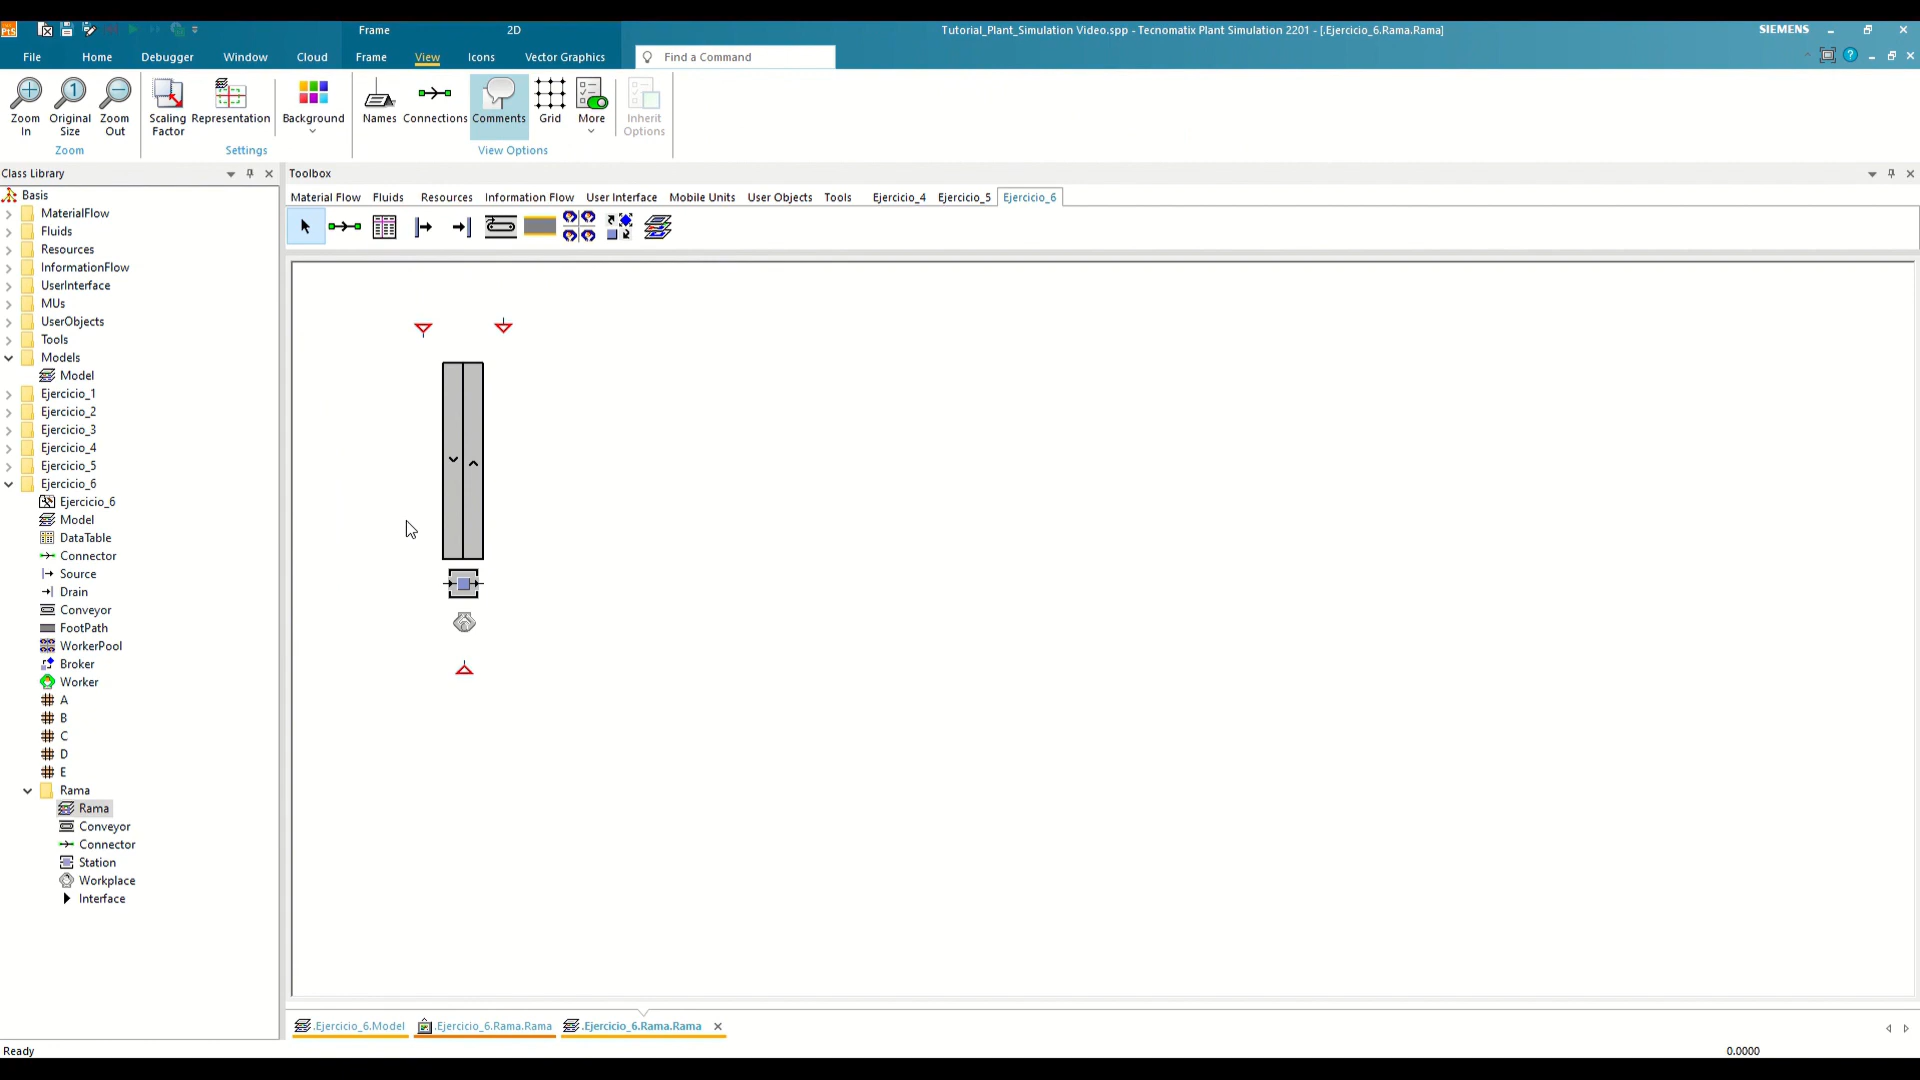 Frame 2D Tutorial_Plant_Simulation Video.spp - Tecnomatix Plant Simulation 2201 - [.Ejercicio_6.Rama.Rama] SIEMENS
File Home Debugger Window Cloud Frame View Icons Vector Graphics Find a Command
Zoom In
Original Size
Zoom Out
Scaling Factor
Representation
Background
Names
Connections
Comments
Grid
More
Inherit Options
Zoom Settings View Options
Class Library
Toolbox
Material Flow Fluids Resources Information Flow User Interface Mobile Units User Objects Tools Ejercicio_4 Ejercicio_5 Ejercicio_6
Basis
MaterialFlow
Fluids
Resources
InformationFlow
UserInterface
MUs
UserObjects
Tools
Models
Model
Ejercicio_1
Ejercicio_2
Ejercicio_3
Ejercicio_4
Ejercicio_5
Ejercicio_6
Ejercicio_6
Model
DataTable
Connector
Source
Drain
Conveyor
FootPath
WorkerPool
Broker
Worker
A
B
C
D
E
Rama
Rama
Conveyor
Connector
Station
Workplace
Interface
.Ejercicio_6.Model .Ejercicio_6.Rama.Rama .Ejercicio_6.Rama.Rama
Ready 0.0000